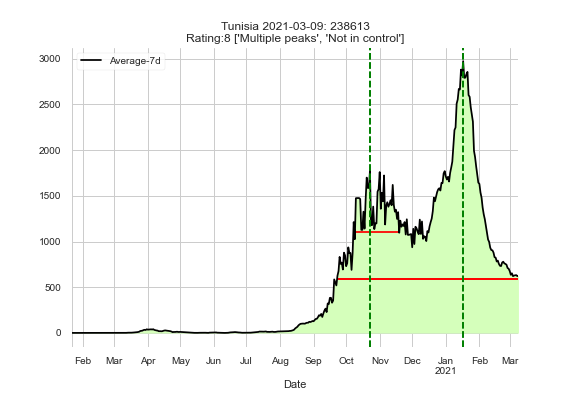 Tunisia 2021-03-09: 238613
Rating:8 ['Multiple peaks', 'Not in control']
Average-7d
3000
2500
2000
1500
1000
500
0
Feb Mar Apr May Jun Jul Aug Sep Oct Nov Dec Jan Feb Mar
2021
Date